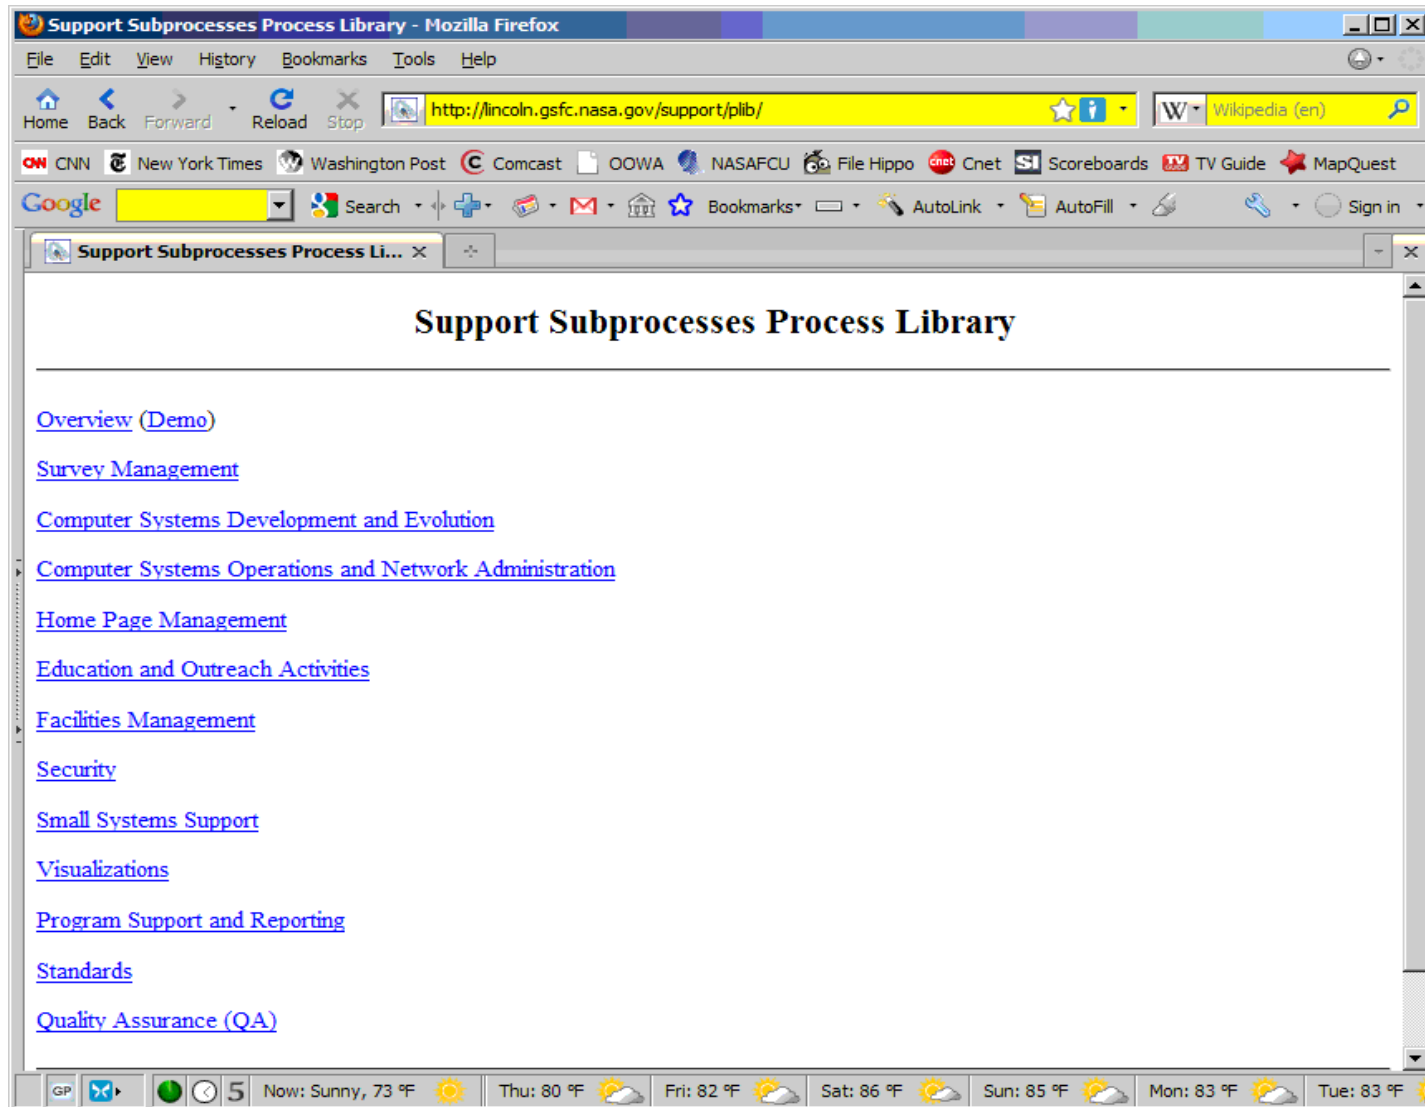 Support Subprocesses Process Library - Mozilla Firefox
File Edit View History Bookmarks Tools Help
Home Back Forward Reload Stop http://lincoln.gsfc.nasa.gov/support/plib/ W Wikipedia (en)
CNN CNN New York Times Washington Post Comcast OOWA NASAFCU File Hippo cnet Cnet SI Scoreboards TV Guide MapQuest
Google Search Bookmarks AutoLink AutoFill Sign in
Support Subprocesses Process Li...
Support Subprocesses Process Library
Overview (Demo)
Survey Management
Computer Systems Development and Evolution
Computer Systems Operations and Network Administration
Home Page Management
Education and Outreach Activities
Facilities Management
Security
Small Systems Support
Visualizations
Program Support and Reporting
Standards
Quality Assurance (QA)
GP 5 Now: Sunny, 73 °F Thu: 80 °F Fri: 82 °F Sat: 86 °F Sun: 85 °F Mon: 83 °F Tue: 83 °F